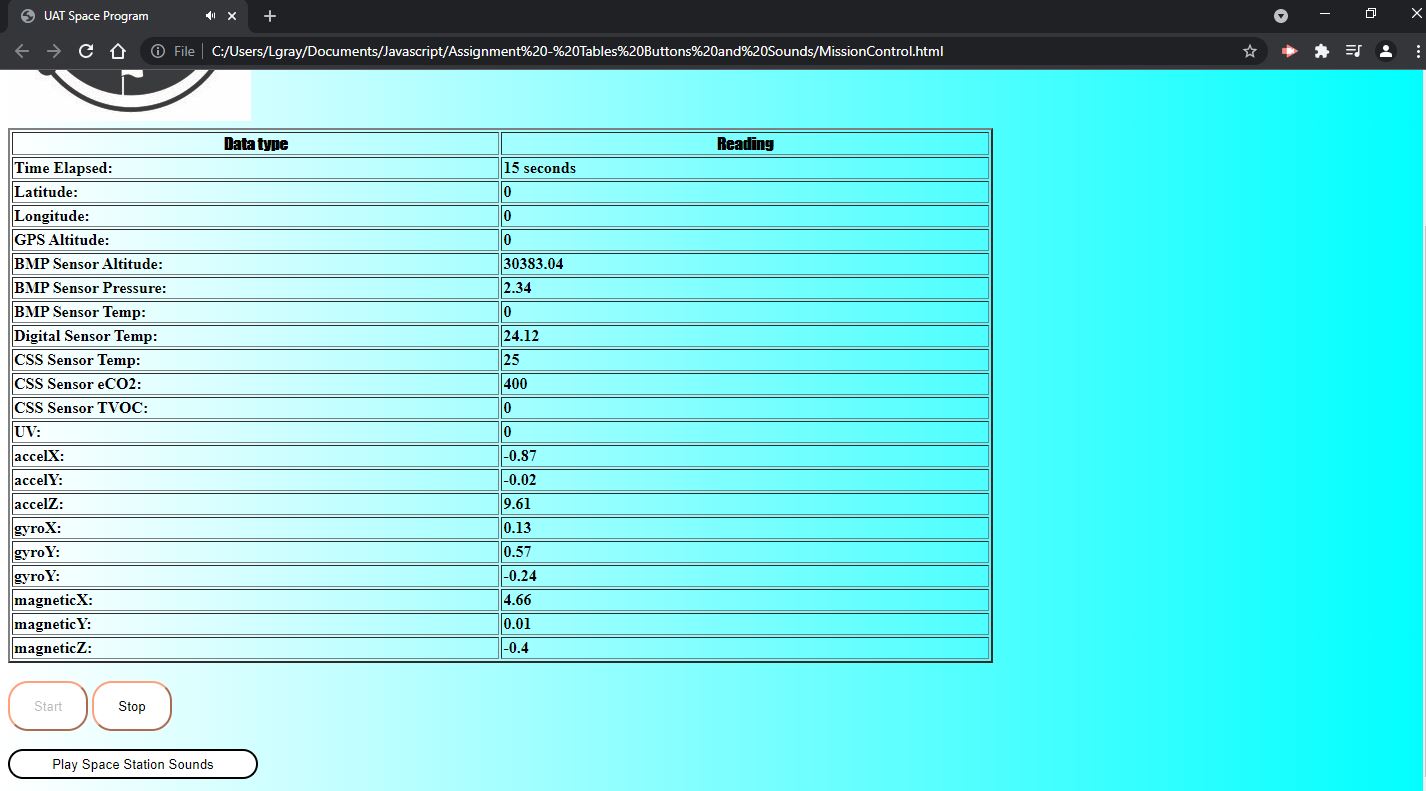 UAT Space Program
File C:/Users/Lgray/Documents/Javascript/Assignment%20-%20Tables%20Buttons%20and%20Sounds/MissionControl.html
Data type Reading
Time Elapsed: 15 seconds
Latitude: 0
Longitude: 0
GPS Altitude: 0
BMP Sensor Altitude: 30383.04
BMP Sensor Pressure: 2.34
BMP Sensor Temp: 0
Digital Sensor Temp: 24.12
CSS Sensor Temp: 25
CSS Sensor eCO2: 400
CSS Sensor TVOC: 0
UV: 0
accelX: -0.87
accelY: -0.02
accelZ: 9.61
gyroX: 0.13
gyroY: 0.57
gyroY: -0.24
magneticX: 4.66
magneticY: 0.01
magneticZ: -0.4
Start Stop
Play Space Station Sounds